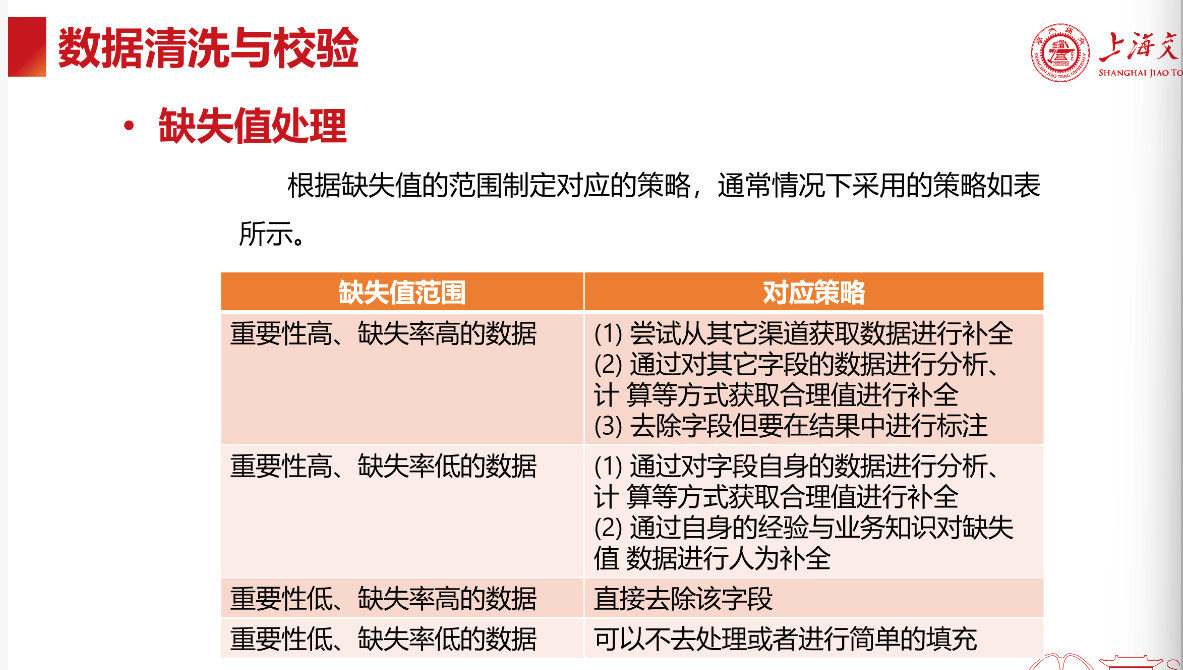 数据清洗与校验
上海交
SHANGHAI JIAO TO
• 缺失值处理
根据缺失值的范围制定对应的策略，通常情况下采用的策略如表
所示。
缺失值范围 对应策略
重要性高、缺失率高的数据 (1) 尝试从其它渠道获取数据进行补全
(2) 通过对其它字段的数据进行分析、
计 算等方式获取合理值进行补全
(3) 去除字段但要在结果中进行标注
重要性高、缺失率低的数据 (1) 通过对字段自身的数据进行分析、
计 算等方式获取合理值进行补全
(2) 通过自身的经验与业务知识对缺失
值 数据进行人为补全
重要性低、缺失率高的数据 直接去除该字段
重要性低、缺失率低的数据 可以不去处理或者进行简单的填充